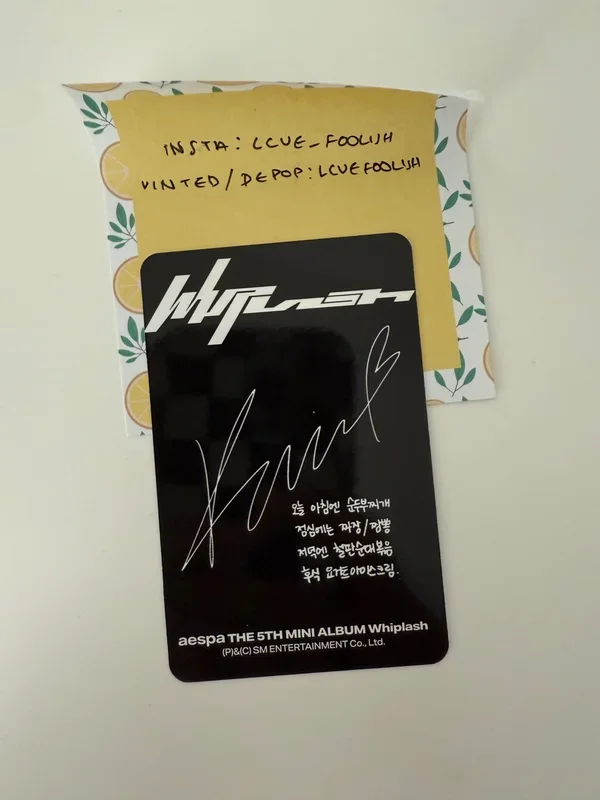 INSTA: LCUE_FOOLISH
VINTED/DEPOP: LCUEFOOLISH
Whiplash
오늘 아침엔 순두부찌개
점심에는 짜장/짬뽕
저녁엔 철판순대볶음
후식 요거트아이스크림.
aespa THE 5TH MINI ALBUM Whiplash
(P)&(C) SM ENTERTAINMENT Co., Ltd.